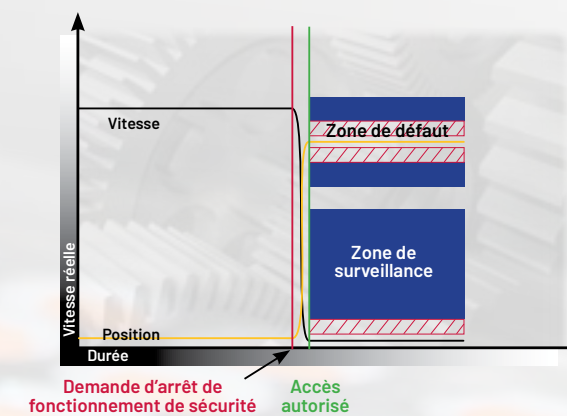 Vitesse
Zone de défaut
Zone de
surveillance
Vitesse réelle
Position
Durée
Demande d’arrêt de
fonctionnement de sécurité
Accès
autorisé